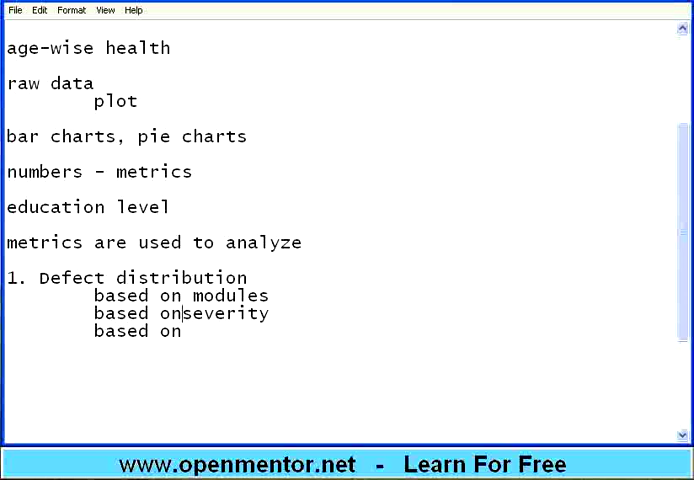 File Edit Format View Help
age-wise health
raw data
plot
bar charts, pie charts
numbers - metrics
education level
metrics are used to analyze
1. Defect distribution
based on modules
based onseverity
based on
www.openmentor.net - Learn For Free